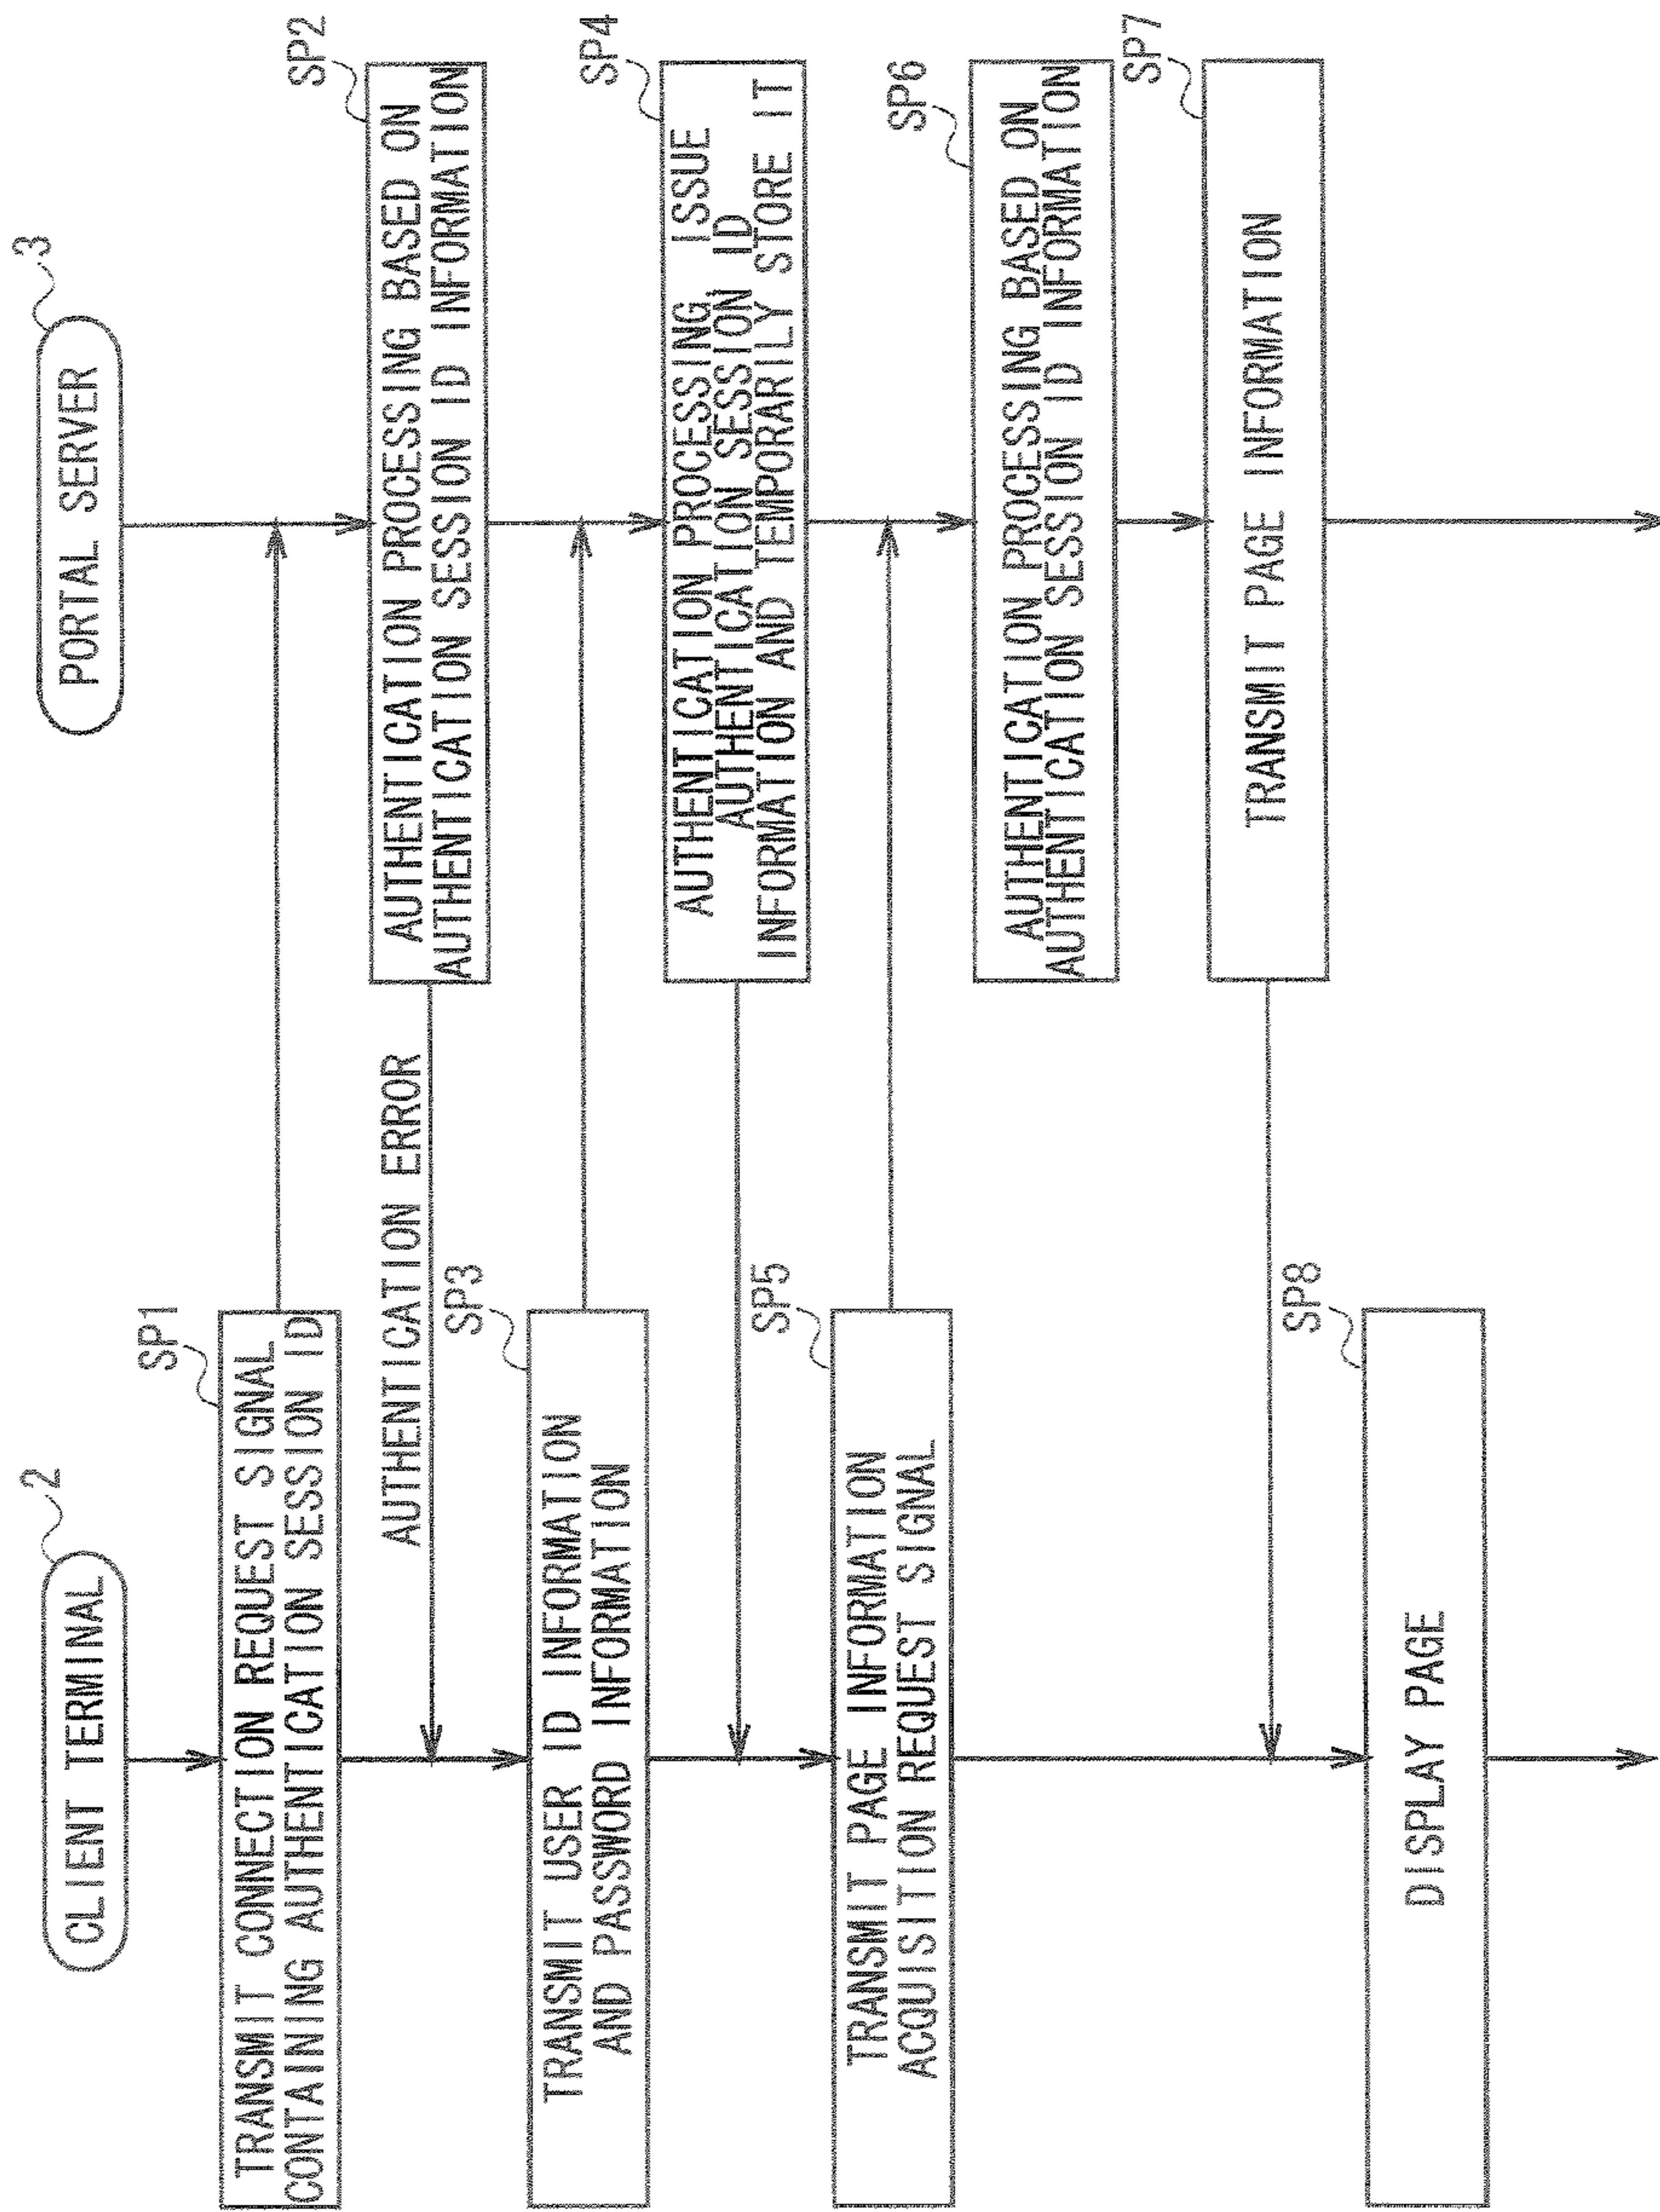 CLIENT TERMINAL
2
PORTAL SERVER
3
SP1
TRANSMIT CONNECTION REQUEST SIGNAL
CONTAINING AUTHENTICATION SESSION ID
SP2
AUTHENTICATION PROCESSING BASED ON
AUTHENTICATION SESSION ID INFORMATION
AUTHENTICATION ERROR
SP3
TRANSMIT USER ID INFORMATION
AND PASSWORD INFORMATION
SP4
AUTHENTICATION PROCESSING, ISSUE
AUTHENTICATION SESSION ID
INFORMATION AND TEMPORARILY STORE IT
SP5
TRANSMIT PAGE INFORMATION
ACQUISITION REQUEST SIGNAL
SP6
AUTHENTICATION PROCESSING BASED ON
AUTHENTICATION SESSION ID INFORMATION
SP7
TRANSMIT PAGE INFORMATION
SP8
DISPLAY PAGE